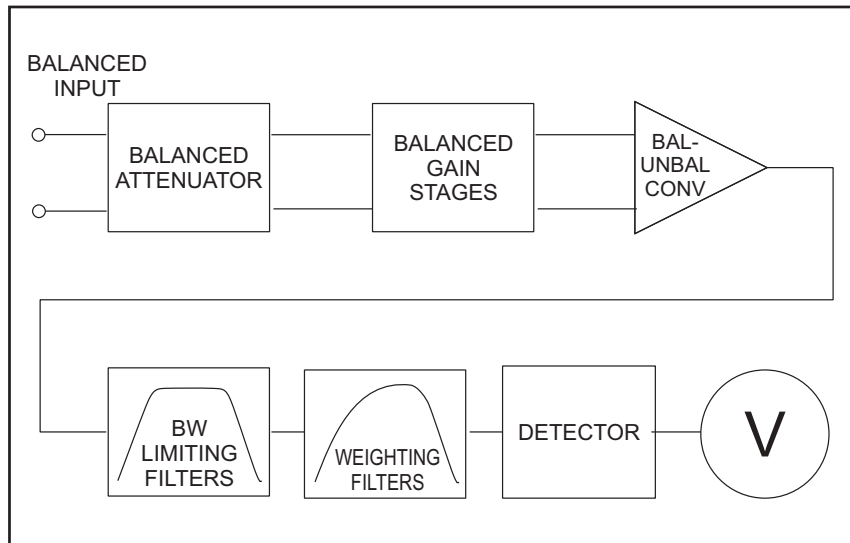 BALANCED
INPUT
BALANCED
ATTENUATOR
BALANCED
GAIN
STAGES
BAL-
UNBAL
CONV
BW
LIMITING
FILTERS
WEIGHTING
FILTERS
DETECTOR
V